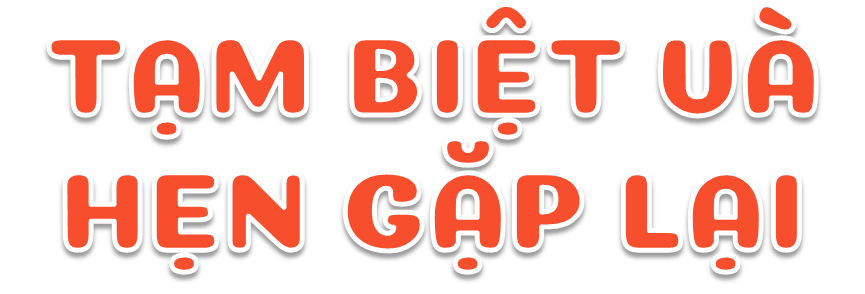 TẠM BIỆT UÀ
HẸN GẶP LẠI